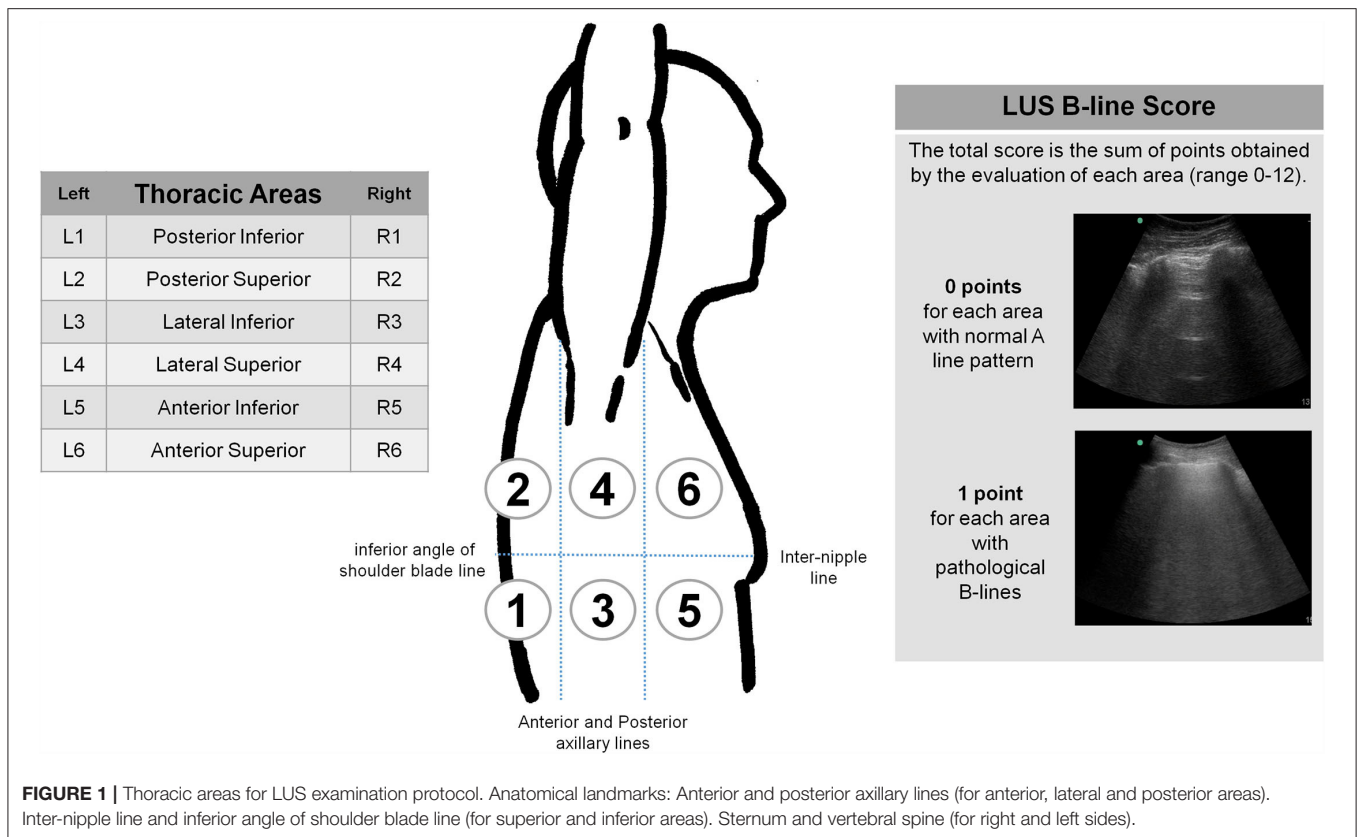 Left Thoracic Areas Right
L1 Posterior Inferior R1
L2 Posterior Superior R2
L3 Lateral Inferior R3
L4 Lateral Superior R4
L5 Anterior Inferior R5
L6 Anterior Superior R6
2 4 6
inferior angle of
shoulder blade line
Inter-nipple
line
1 3 5
Anterior and Posterior
axillary lines
LUS B-line Score
The total score is the sum of points obtained
by the evaluation of each area (range 0-12).
0 points
for each area
with normal A
line pattern
13
1 point
for each area
with
pathological
B-lines
FIGURE 1 | Thoracic areas for LUS examination protocol. Anatomical landmarks: Anterior and posterior axillary lines (for anterior, lateral and posterior areas).
Inter-nipple line and inferior angle of shoulder blade line (for superior and inferior areas). Sternum and vertebral spine (for right and left sides).